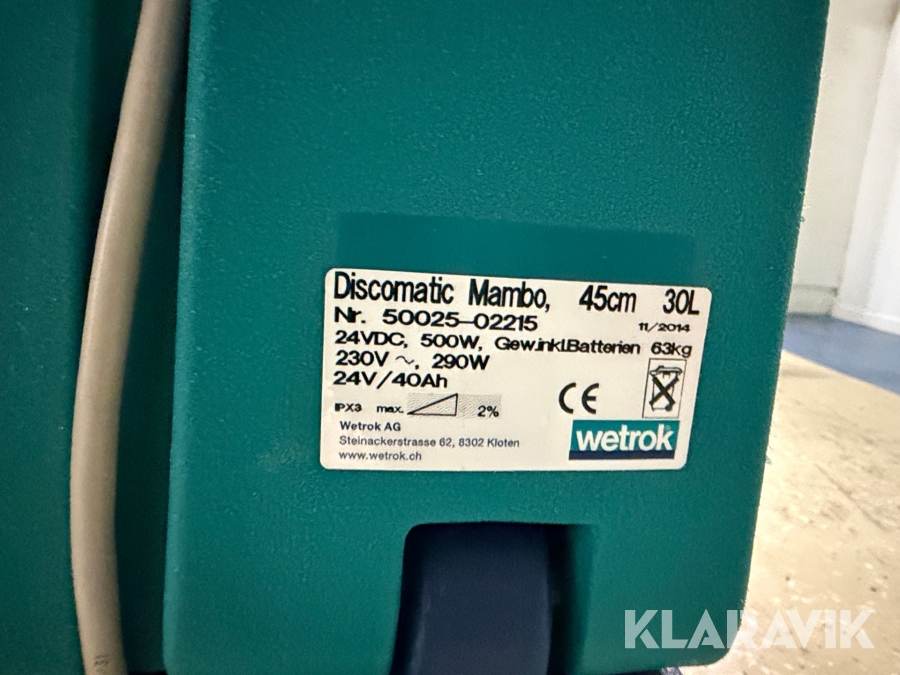 Discomatic Mambo, 45cm 30L
Nr. 50025-02215 11/2014
24VDC, 500W, Gew.inkl.Batterien 63kg
230V ~, 290W
24V/40Ah
IPX3 max. 2%
CE
Wetrok AG
Steinackerstrasse 62, 8302 Kloten
www.wetrok.ch
wetrok
KLARAVIK